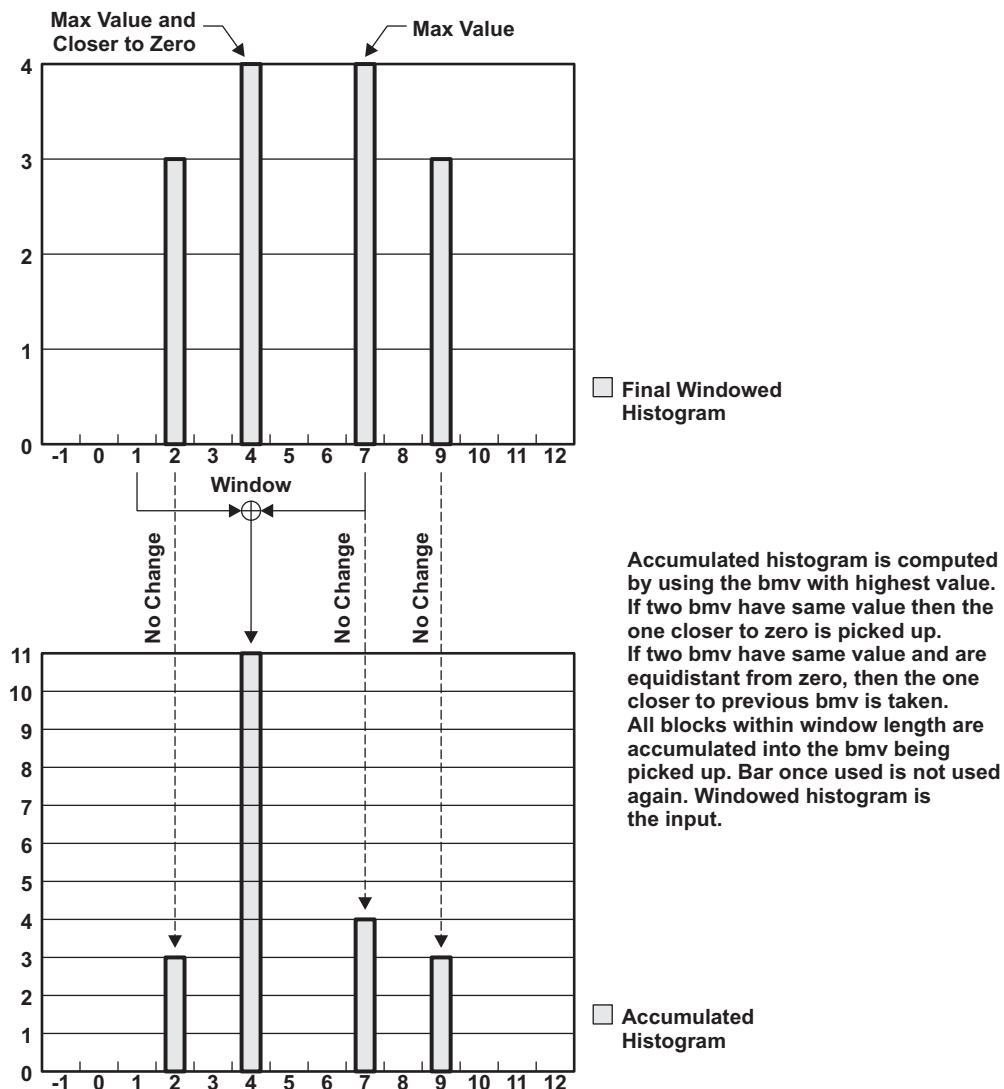 Max Value and
Closer to Zero
Max Value
4
3
2
1
0
-1 0 1 2 3 4 5 6 7 8 9 10 11 12
Final Windowed
Histogram
Window
No Change
No Change
No Change
Accumulated histogram is computed
by using the bmv with highest value.
If two bmv have same value then the
one closer to zero is picked up.
If two bmv have same value and are
equidistant from zero, then the one
closer to previous bmv is taken.
All blocks within window length are
accumulated into the bmv being
picked up. Bar once used is not used
again. Windowed histogram is
the input.
11
10
9
8
7
6
5
4
3
2
1
0
-1 0 1 2 3 4 5 6 7 8 9 10 11 12
Accumulated
Histogram